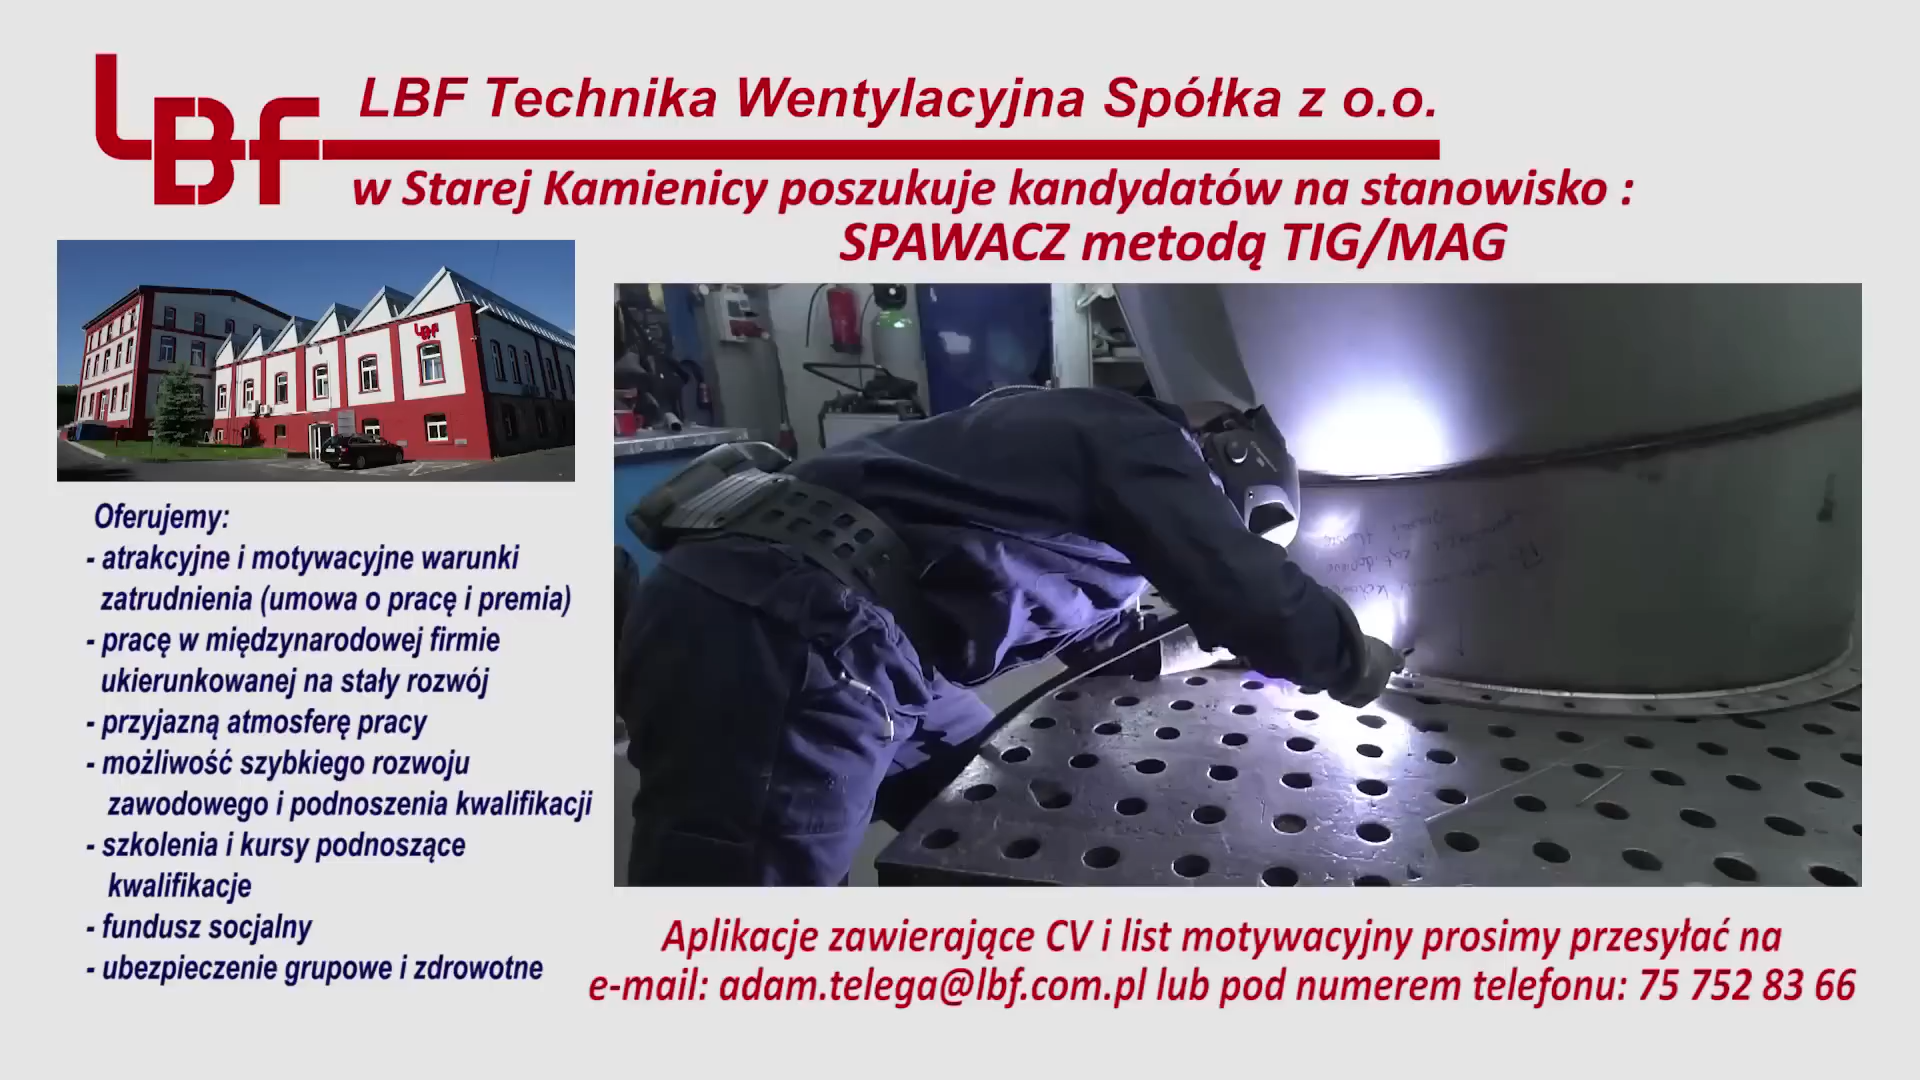 LBF
LBF Technika Wentylacyjna Spółka z o.o.
w Starej Kamienicy poszukuje kandydatów na stanowisko :
SPAWACZ metodą TIG/MAG
LBF
Oferujemy:
- atrakcyjne i motywacyjne warunki
zatrudnienia (umowa o pracę i premia)
- pracę w międzynarodowej firmie
ukierunkowanej na stały rozwój
- przyjazną atmosferę pracy
- możliwość szybkiego rozwoju
zawodowego i podnoszenia kwalifikacji
- szkolenia i kursy podnoszące
kwalifikacje
- fundusz socjalny
- ubezpieczenie grupowe i zdrowotne
Aplikacje zawierające CV i list motywacyjny prosimy przesyłać na
e-mail: adam.telega@lbf.com.pl lub pod numerem telefonu: 75 752 83 66